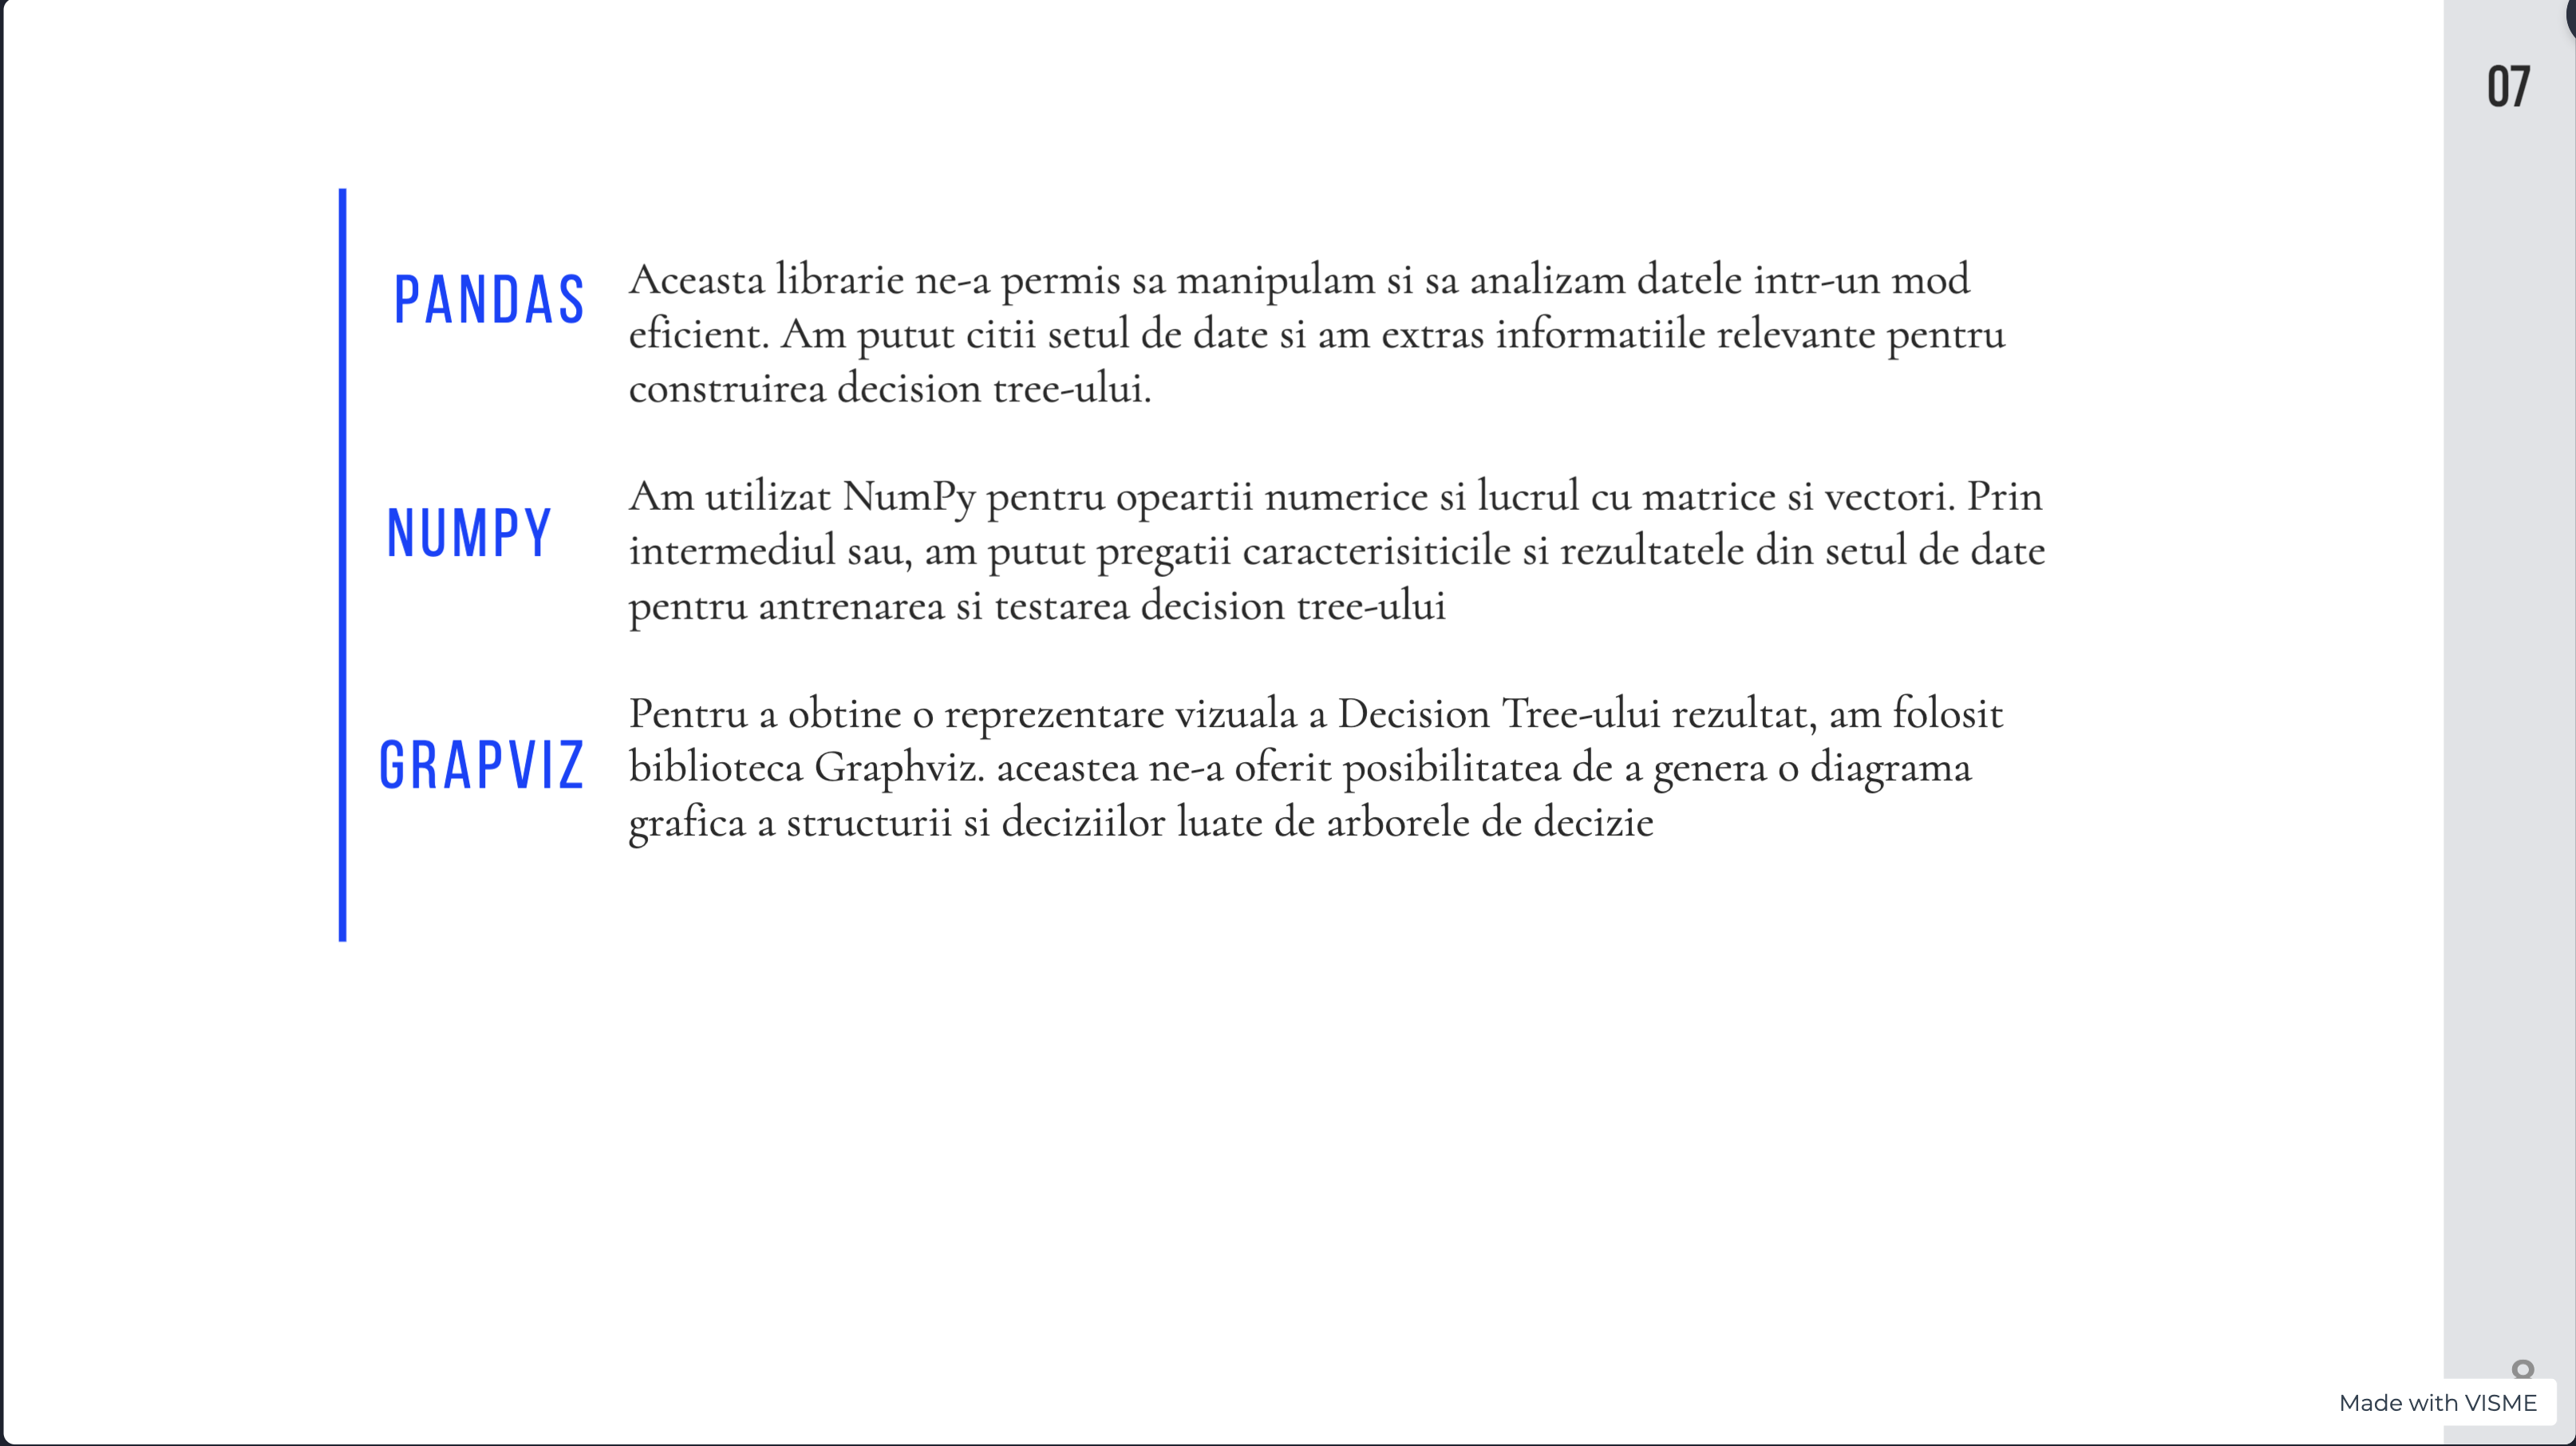 07
PANDAS
Aceasta librarie ne-a permis sa manipulam si sa analizam datele intr-un mod
eficient. Am putut citii setul de date si am extras informatiile relevante pentru
construirea decision tree-ului.
NUMPY
Am utilizat NumPy pentru opeartii numerice si lucrul cu matrice si vectori. Prin
intermediul sau, am putut pregatii caracterisiticile si rezultatele din setul de date
pentru antrenarea si testarea decision tree-ului
GRAPVIZ
Pentru a obtine o reprezentare vizuala a Decision Tree-ului rezultat, am folosit
biblioteca Graphviz. aceastea ne-a oferit posibilitatea de a genera o diagrama
grafica a structurii si deciziilor luate de arborele de decizie
Made with VISME